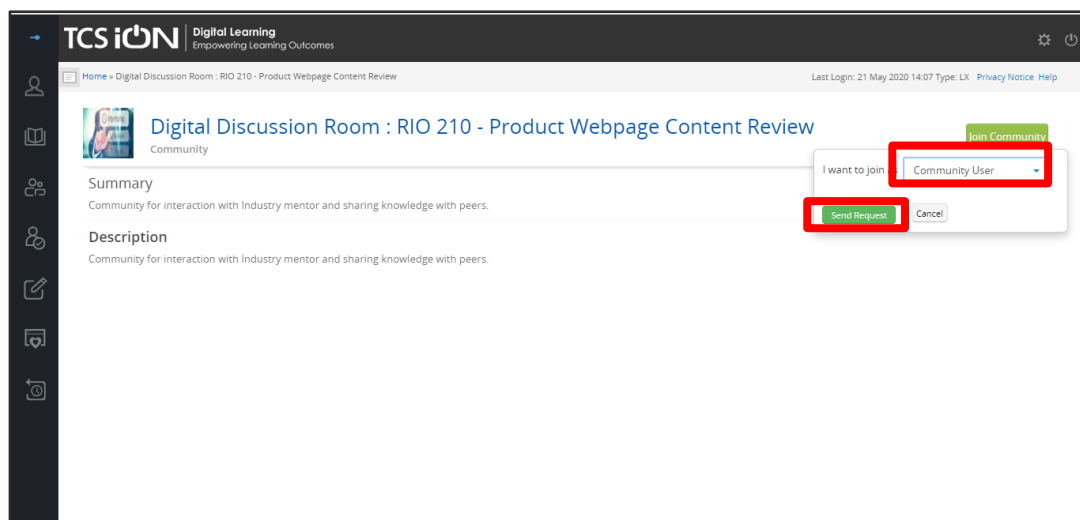 TCS iON
Digital Learning
Empowering Learning Outcomes
Home » Digital Discussion Room : RIO 210 - Product Webpage Content Review
Last Login: 21 May 2020 14:07 Type: LX Privacy Notice Help
Digital Discussion Room : RIO 210 - Product Webpage Content Review
Community
Join Community
I want to join
Community User
Send Request
Cancel
Summary
Community for interaction with Industry mentor and sharing knowledge with peers.
Description
Community for interaction with Industry mentor and sharing knowledge with peers.